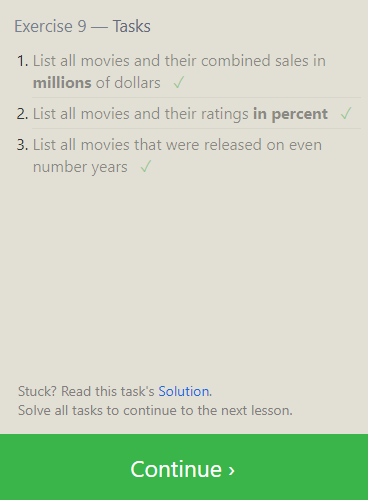 Exercise 9 — Tasks
1. List all movies and their combined sales in
millions of dollars ✓
2. List all movies and their ratings in percent ✓
3. List all movies that were released on even
number years ✓
Stuck? Read this task's Solution.
Solve all tasks to continue to the next lesson.
Continue ›